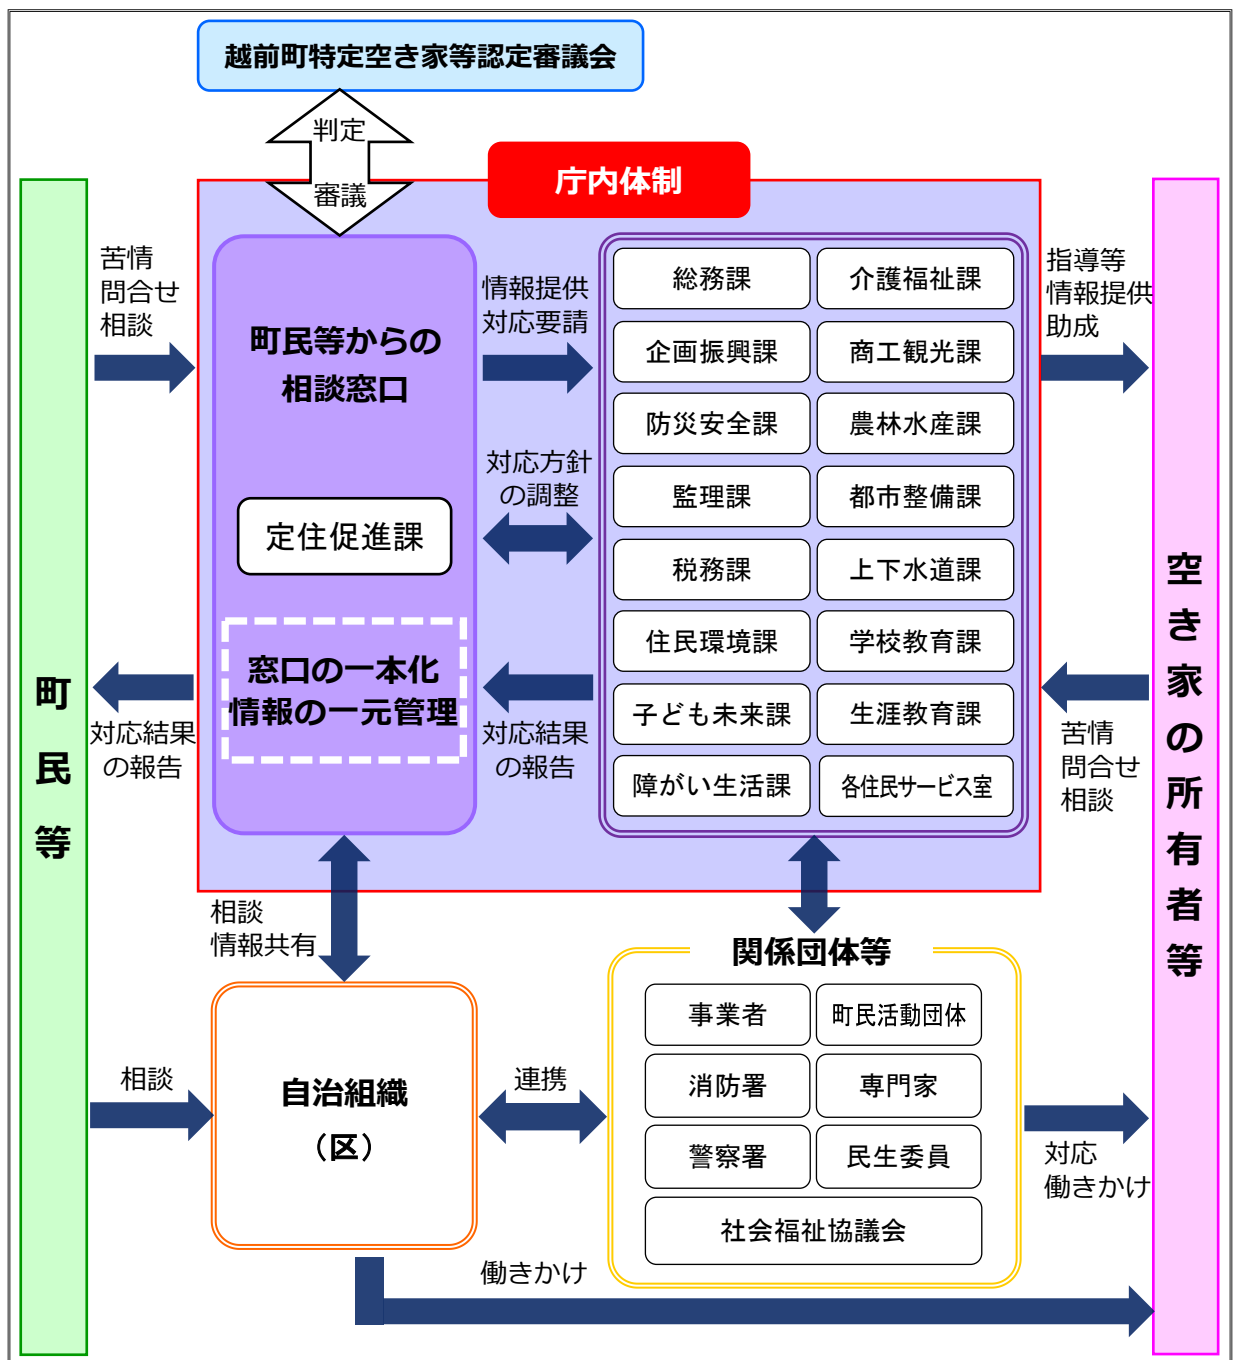 越前町特定空き家等認定審議会
判定
審議
庁内体制
町民等
苦情
問合せ
相談
町民等からの
相談窓口
定住促進課
窓口の一本化
情報の一元管理
情報提供
対応要請
対応方針
の調整
対応結果
の報告
対応結果
の報告
総務課
介護福祉課
企画振興課
商工観光課
防災安全課
農林水産課
監理課
都市整備課
税務課
上下水道課
住民環境課
学校教育課
子ども未来課
生涯教育課
障がい生活課
各住民サービス室
指導等
情報提供
助成
苦情
問合せ
相談
空き家の所有者等
相談
情報共有
相談
自治組織
（区）
連携
関係団体等
事業者
町民活動団体
消防署
専門家
警察署
民生委員
社会福祉協議会
対応
働きかけ
働きかけ